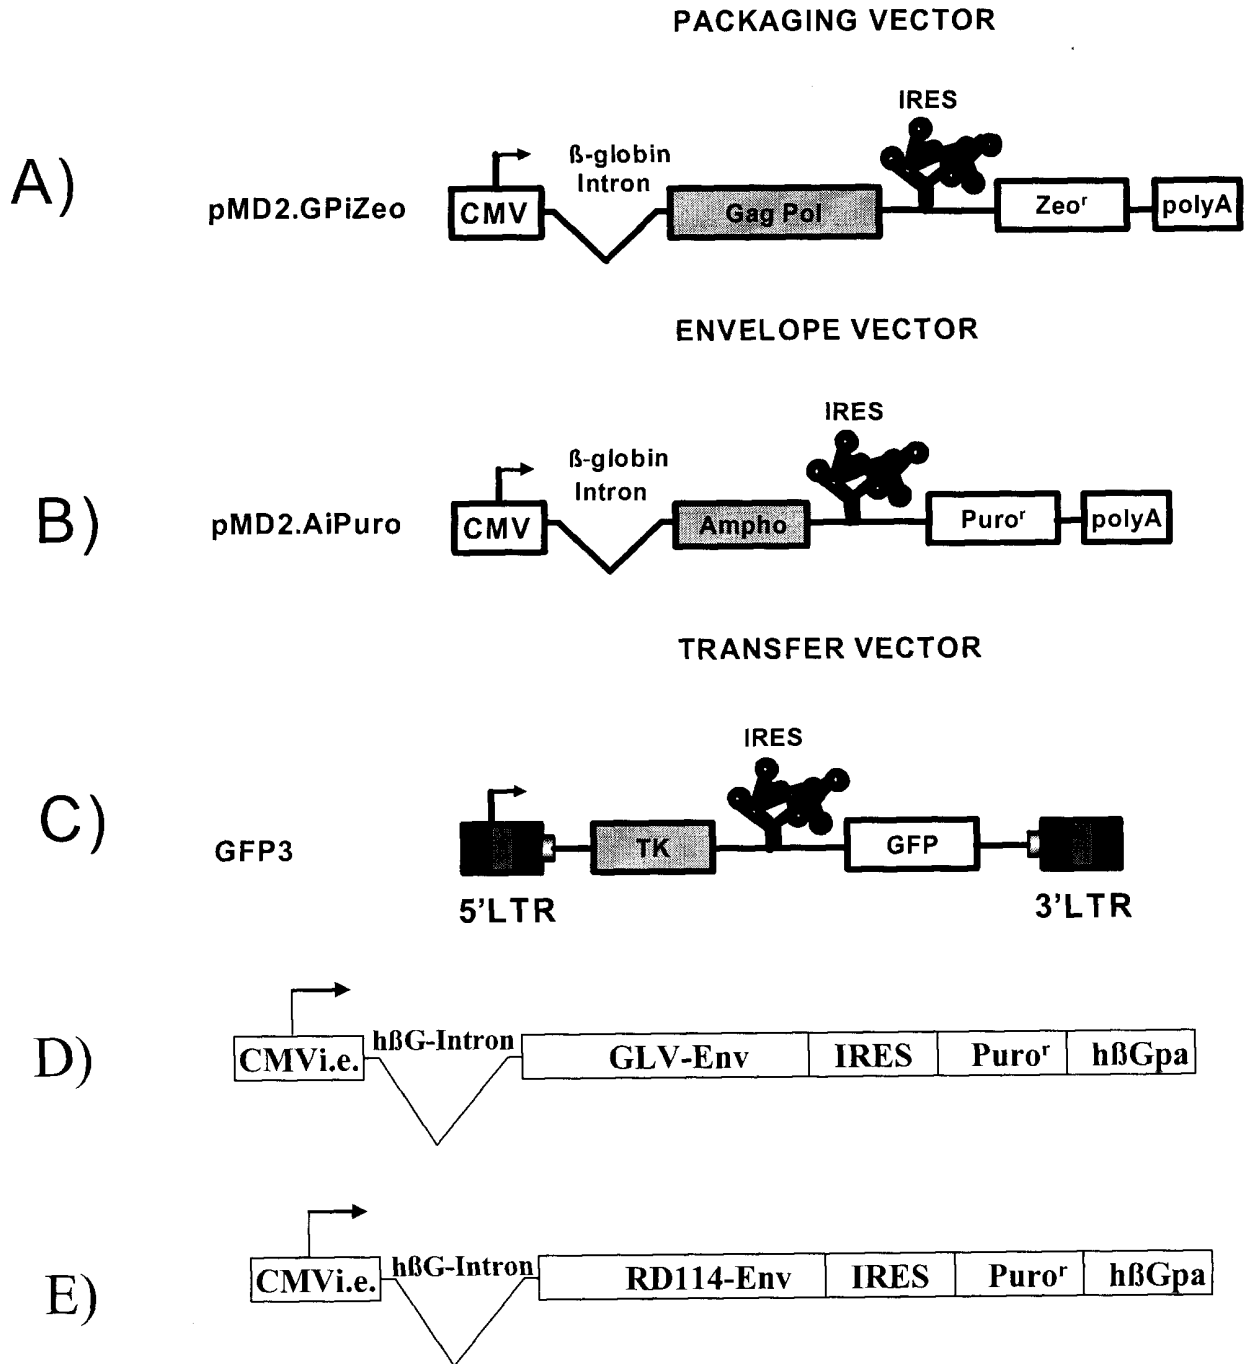 PACKAGING VECTOR
IRES
A)
ß-globin
Intron
pMD2.GPiZeo
CMV
Gag Pol
Zeoʳ
polyA
ENVELOPE VECTOR
IRES
B)
ß-globin
Intron
pMD2.AiPuro
CMV
Ampho
Puroʳ
polyA
TRANSFER VECTOR
IRES
C)
GFP3
TK
GFP
5'LTR
3'LTR
D)
CMVi.e.
hßG-Intron
GLV-Env
IRES
Puroʳ
hßGpa
E)
CMVi.e.
hßG-Intron
RD114-Env
IRES
Puroʳ
hßGpa